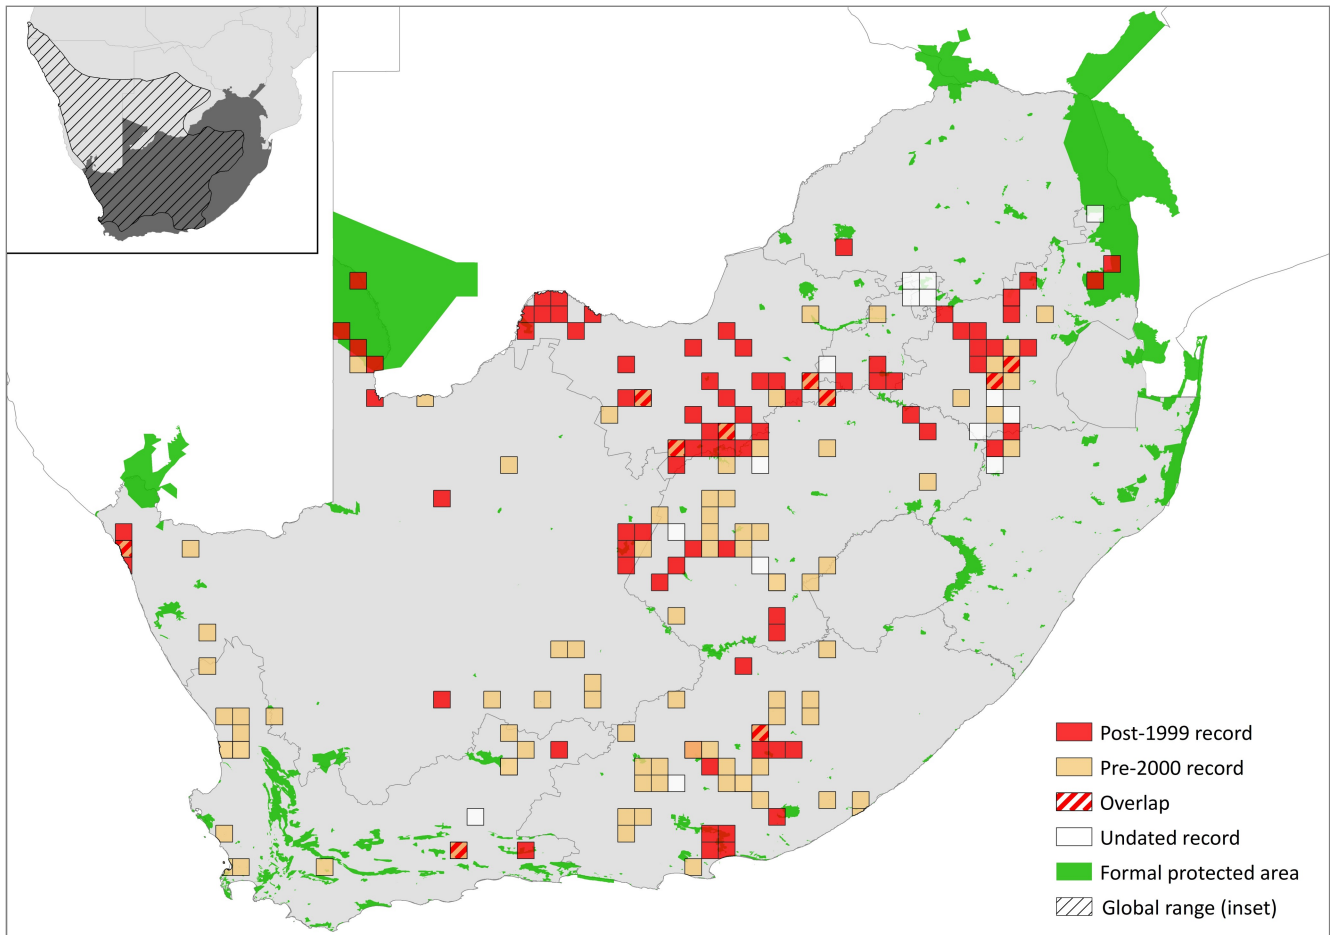 Post-1999 record
Pre-2000 record
Overlap
Undated record
Formal protected area
Global range (inset)